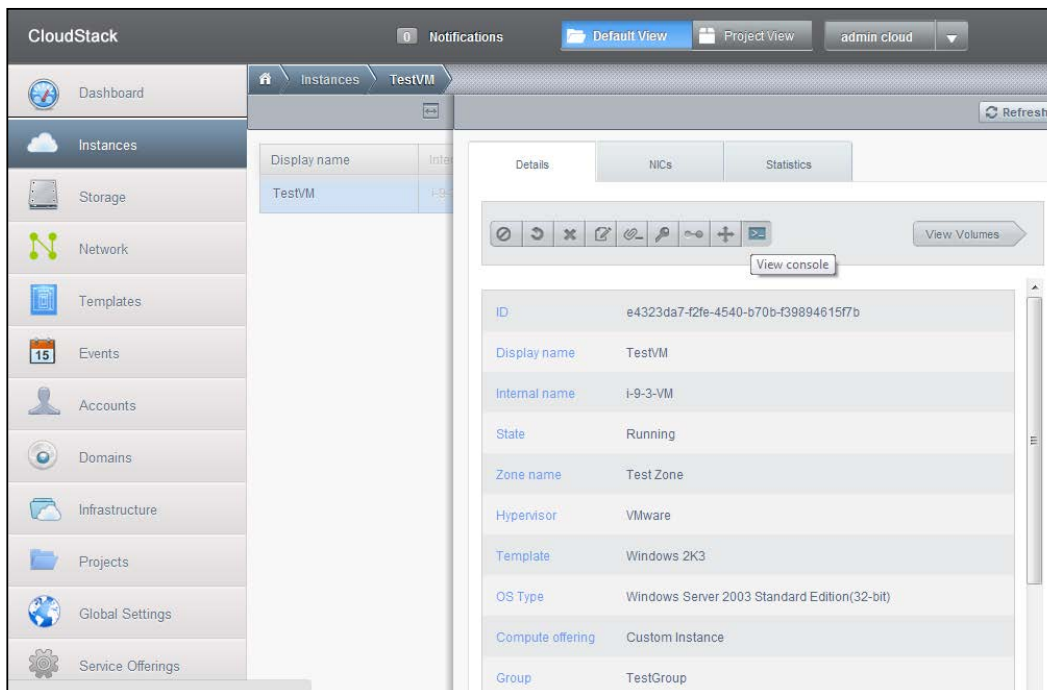 CloudStack
0 Notifications
Default View
Project View
admin cloud
Dashboard
Instances
Storage
Network
Templates
15
Events
Accounts
Domains
Infrastructure
Projects
Global Settings
Service Offerings
Instances
TestVM
Refresh
Display name
Inte
TestVM
i-9-
Details
NICs
Statistics
View Volumes
View console
ID e4323da7-f2fe-4540-b70b-f39894615f7b
Display name TestVM
Internal name i-9-3-VM
State Running
Zone name Test Zone
Hypervisor VMware
Template Windows 2K3
OS Type Windows Server 2003 Standard Edition(32-bit)
Compute offering Custom Instance
Group TestGroup